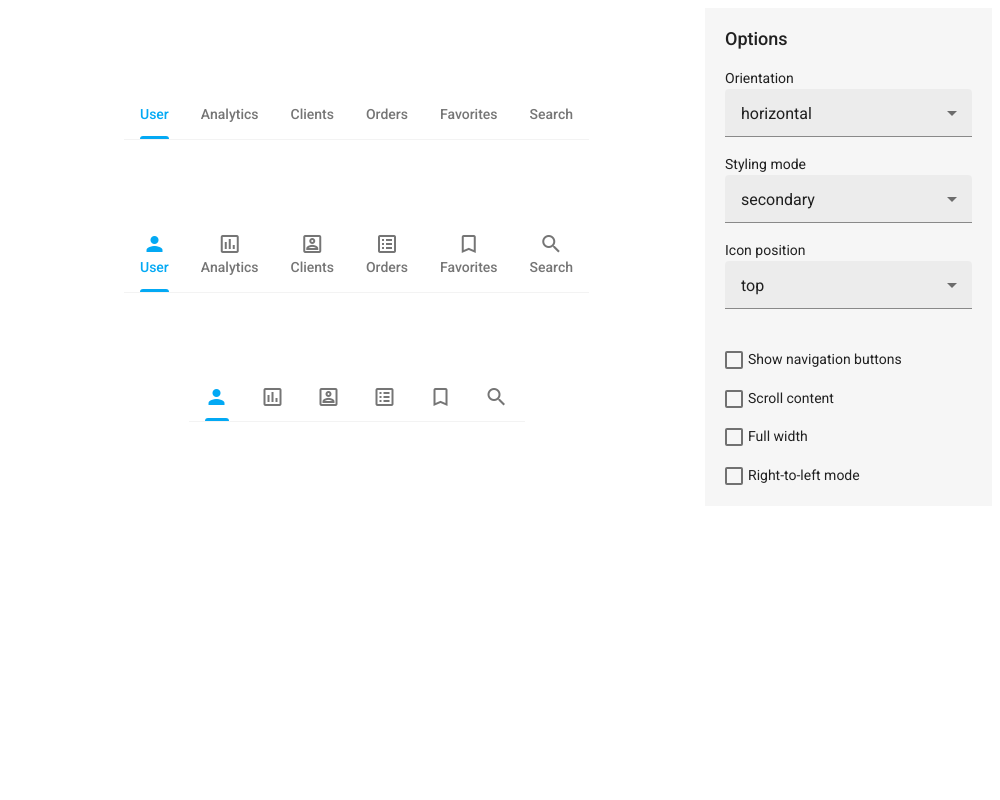 User Analytics Clients Orders Favorites Search
User Analytics Clients Orders Favorites Search
Options
Orientation
horizontal
Styling mode
secondary
Icon position
top
Show navigation buttons
Scroll content
Full width
Right-to-left mode